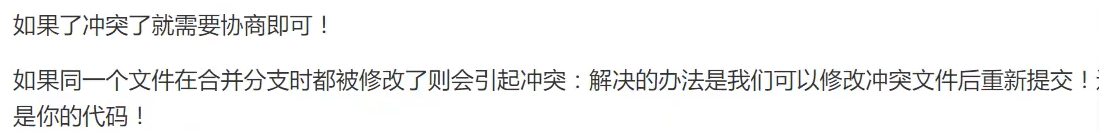 如果了冲突了就需要协商即可！
如果同一个文件在合并分支时都被修改了则会引起冲突：解决的办法是我们可以修改冲突文件后重新提交！
是你的代码！